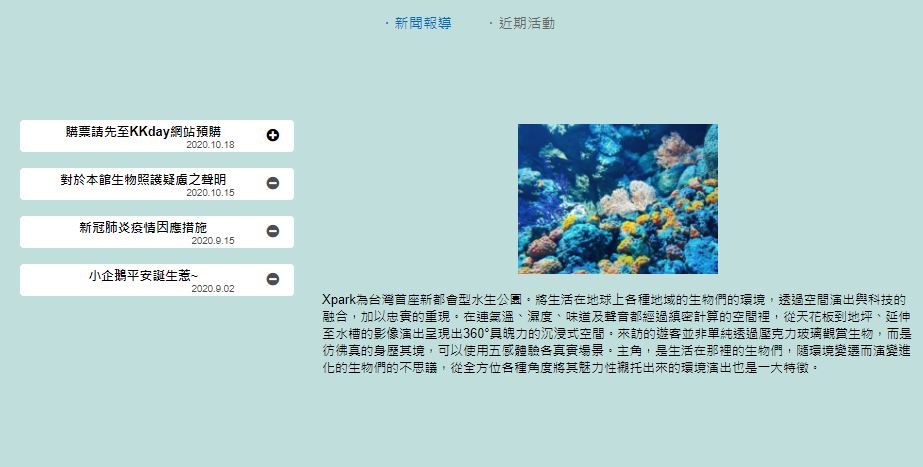 ・新聞報導
・近期活動
購票請先至KKday網站預購
2020.10.18
對於本館生物照護疑慮之聲明
2020.10.15
新冠肺炎疫情因應措施
2020.9.15
小企鵝平安誕生惹~
2020.9.02
Xpark為台灣首座新都會型水生公園。將生活在地球上各種地域的生物們的環境，透過空間演出與科技的
融合，加以忠實的重現。在連氣溫、濕度、味道及聲音都經過縝密計算的空間裡，從天花板到地坪、延伸
至水槽的影像演出呈現出360°具魄力的沉浸式空間。來訪的遊客並非單純透過壓克力玻璃觀賞生物，而是
彷彿真的身歷其境，可以使用五感體驗各真實場景。主角，是生活在那裡的生物們，隨環境變遷而演變進
化的生物們的不思議，從全方位各種角度將其魅力性襯托出來的環境演出也是一大特徵。